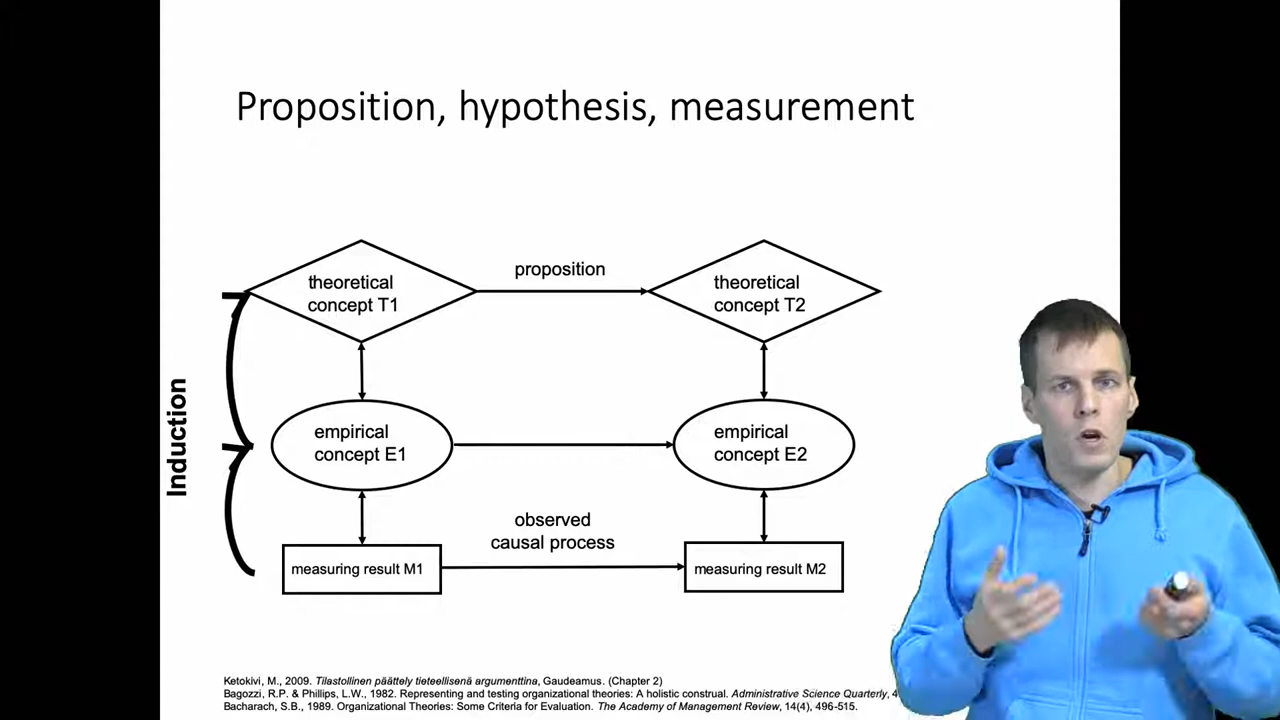 Proposition, hypothesis, measurement
proposition
theoretical
concept T1
theoretical
concept T2
Induction
empirical
concept E1
empirical
concept E2
observed
causal process
measuring result M1
measuring result M2
Ketokivi, M., 2009. Tilastollinen päättely tieteellisenä argumenttina, Gaudeamus. (Chapter 2)
Bagozzi, R.P. & Phillips, L.W., 1982. Representing and testing organizational theories: A holistic construal. Administrative Science Quarterly, 4
Bacharach, S.B., 1989. Organizational Theories: Some Criteria for Evaluation. The Academy of Management Review, 14(4), 496-515.